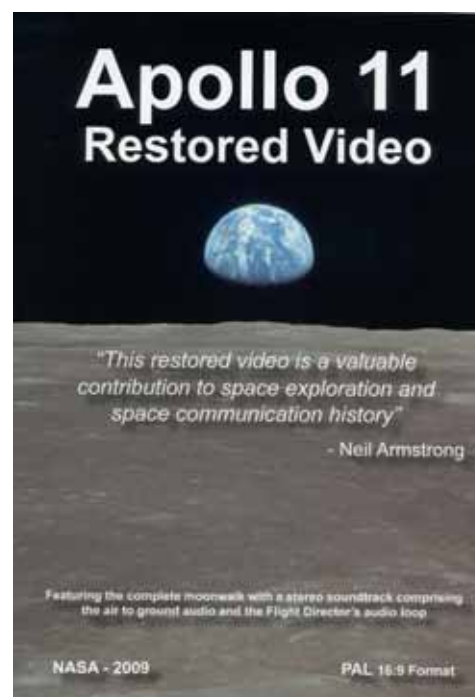 Apollo 11
Restored Video
"This restored video is a valuable
contribution to space exploration and
space communication history"
- Neil Armstrong
Featuring the complete moonwalk with a stereo soundtrack comprising
the air to ground audio and the Flight Director's audio loop
NASA - 2009
PAL 16:9 Format